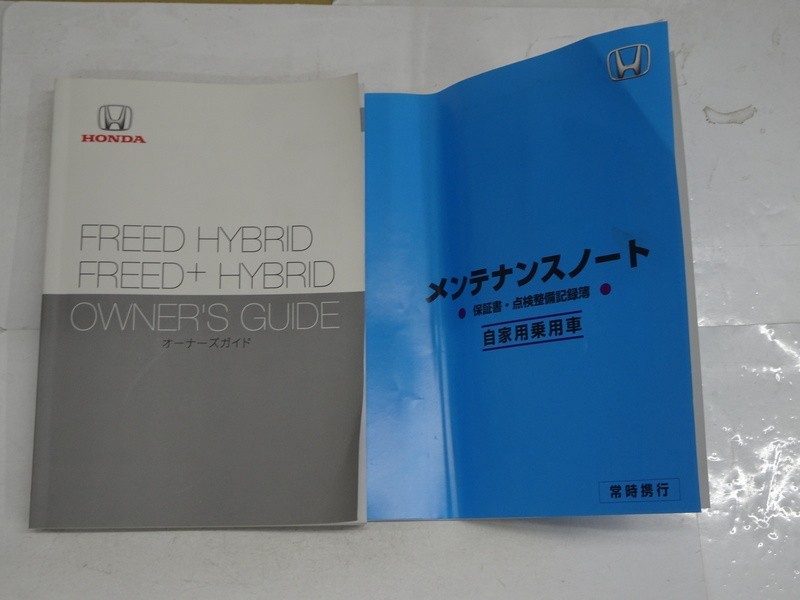 HONDA
FREED HYBRID
FREED+ HYBRID
OWNER'S GUIDE
オーナーズガイド
メンテナンスノート
● 保証書・点検整備記録簿 ●
自家用乗用車
常時携行